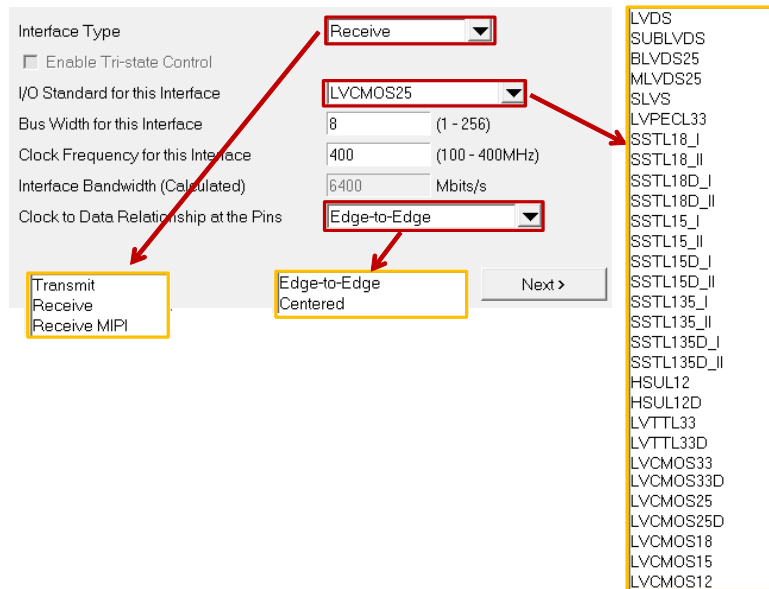 Interface Type
Receive
Enable Tri-state Control
I/O Standard for this Interface
LVCMOS25
Bus Width for this Interface
8
(1 - 256)
Clock Frequency for this Interface
400
(100 - 400MHz)
Interface Bandwidth (Calculated)
6400
Mbits/s
Clock to Data Relationship at the Pins
Edge-to-Edge
Transmit
Receive
Receive MIPI
Edge-to-Edge
Centered
Next >
LVDS
SUBLVDS
BLVDS25
MLVDS25
SLVS
LVPECL33
SSTL18_I
SSTL18_II
SSTL18D_I
SSTL18D_II
SSTL15_I
SSTL15_II
SSTL15D_I
SSTL15D_II
SSTL135_I
SSTL135_II
SSTL135D_I
SSTL135D_II
HSUL12
HSUL12D
LVTTL33
LVTTL33D
LVCMOS33
LVCMOS33D
LVCMOS25
LVCMOS25D
LVCMOS18
LVCMOS15
LVCMOS12